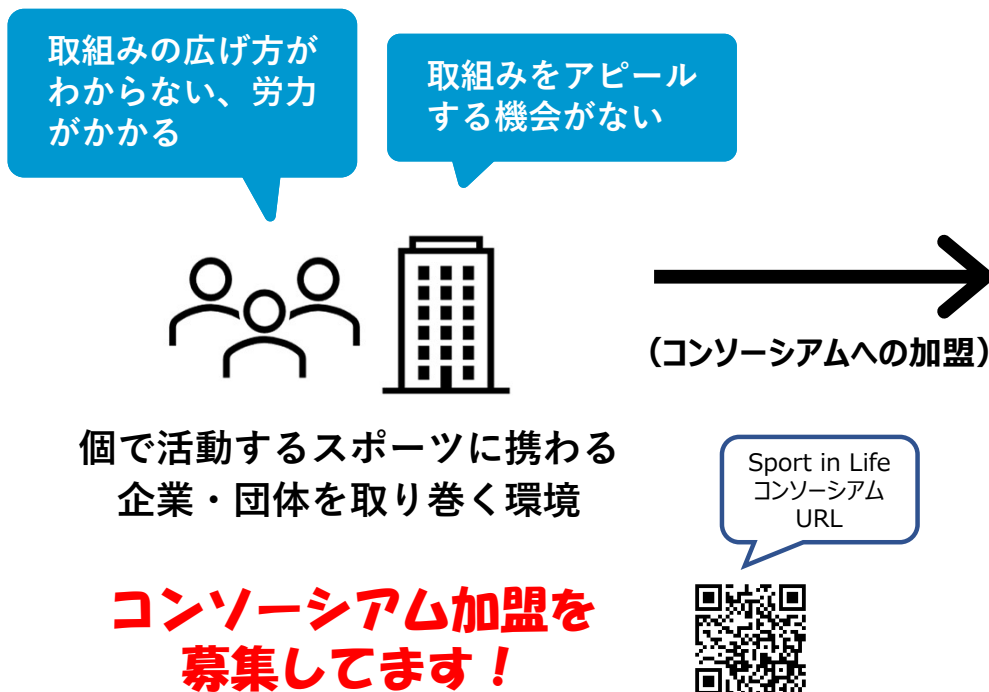 取組みの広げ方が
わからない、労力
がかかる
取組みをアピール
する機会がない
（コンソーシアムへの加盟）
個で活動するスポーツに携わる
企業・団体を取り巻く環境
Sport in Life
コンソーシアム
URL
コンソーシアム加盟を
募集してます！